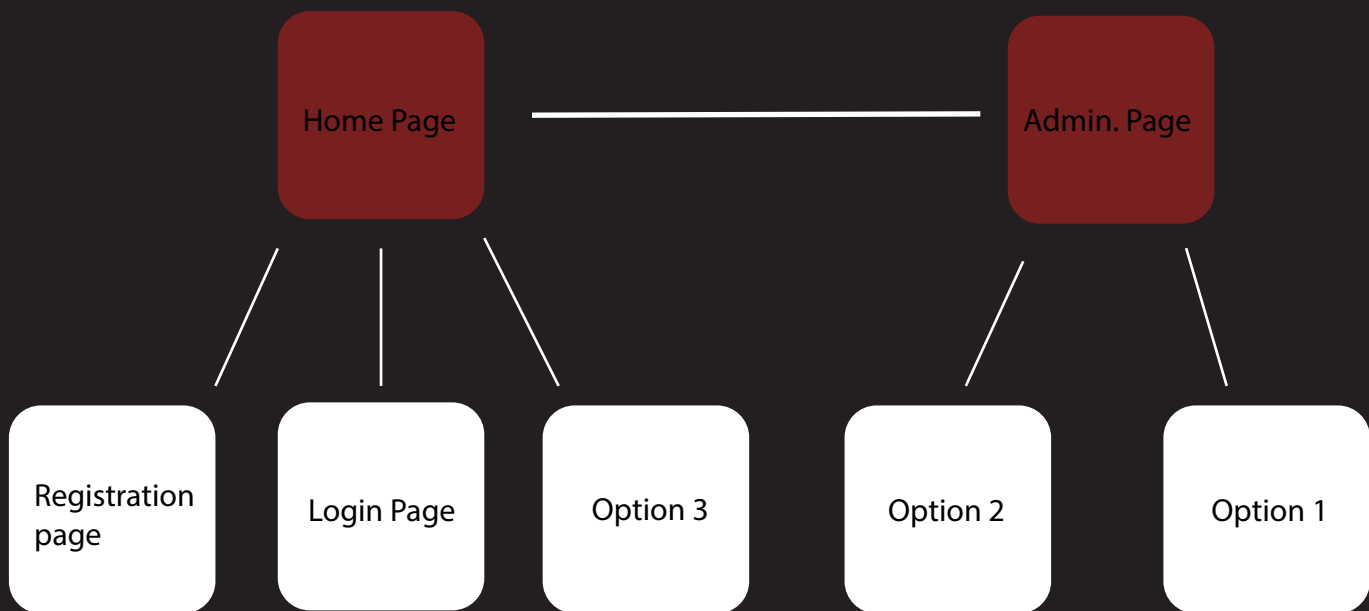 Home Page
Admin. Page
Registration
page
Login Page
Option 3
Option 2
Option 1